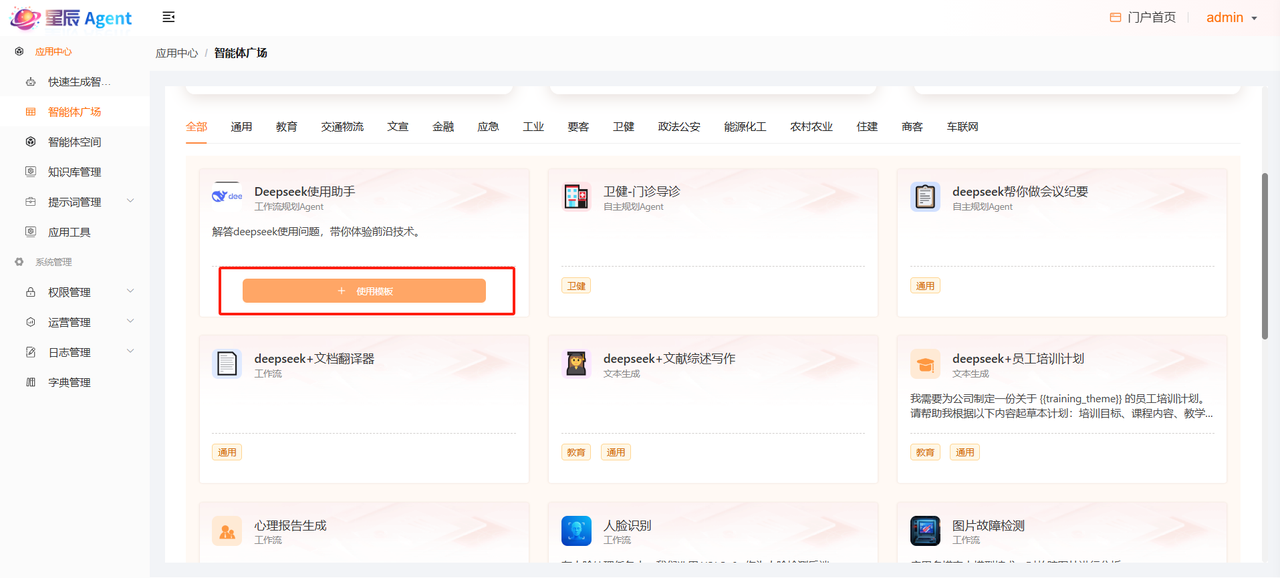 星辰 Agent
门户首页
admin
应用中心
快速生成智...
智能体广场
智能体空间
知识库管理
提示词管理
应用工具
系统管理
权限管理
运营管理
日志管理
字典管理
应用中心 / 智能体广场
全部 通用 教育 交通物流 文宣 金融 应急 工业 要客 卫健 政法公安 能源化工 农村农业 住建 商客 车联网
deep
Deepseek使用助手
工作流规划Agent
解答deepseek使用问题，带你体验前沿技术。
+ 使用模板
卫健-门诊导诊
自主规划Agent
卫健
deepseek帮你做会议纪要
自主规划Agent
通用
deepseek+文档翻译器
工作流
通用
deepseek+文献综述写作
文本生成
教育 通用
deepseek+员工培训计划
文本生成
我需要为公司制定一份关于 {{training_theme}} 的员工培训计划。
请帮助我根据以下内容起草本计划：培训目标、课程内容、教学...
教育 通用
心理报告生成
工作流
人脸识别
工作流
图片故障检测
工作流